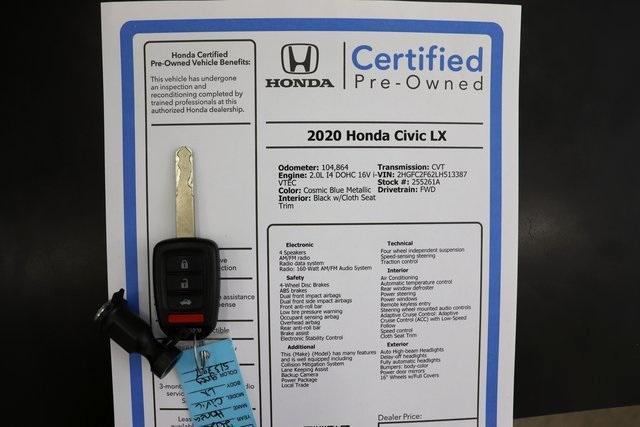 Honda Certified
Pre-Owned Vehicle Benefits:
This vehicle has undergone
an inspection and
reconditioning completed by
trained professionals at this
authorized Honda dealership.
HONDA
Certified
Pre-Owned
2020 Honda Civic LX
Odometer: 104,864
Engine: 2.0L I4 DOHC 16V i-
VTEC
Color: Cosmic Blue Metallic
Interior: Black w/Cloth Seat
Trim
Transmission: CVT
VIN: 2HGFC2F62LH513387
Stock #: 255261A
Drivetrain: FWD
Electronic
4 Speakers
AM/FM radio
Radio data system
Radio: 160-Watt AM/FM Audio System
Safety
4-Wheel Disc Brakes
ABS brakes
Dual front impact airbags
Dual front side impact airbags
Front anti-roll bar
Low tire pressure warning
Occupant sensing airbag
Overhead airbag
Rear anti-roll bar
Brake assist
Electronic Stability Control
Additional
This (Make) (Model) has many features
and is well equipped including
Collision Mitigation System
Lane Keeping Assist
Backup Camera
Power Package
Local Trade
Technical
Four wheel independent suspension
Speed-sensing steering
Traction control
Interior
Air Conditioning
Automatic temperature control
Rear window defroster
Power steering
Power windows
Remote keyless entry
Steering wheel mounted audio controls
Adaptive Cruise Control: Adaptive
Cruise Control (ACC) with Low-Speed
Follow
Speed control
Cloth Seat Trim
Exterior
Auto High-beam Headlights
Delay-off headlights
Fully automatic headlights
Bumpers: body-color
Power door mirrors
16" Wheels w/Full Covers
Dealer Price:
assistance
3-month
COLOR
BODY
MODEL Civic
MAKE Honda
YEAR